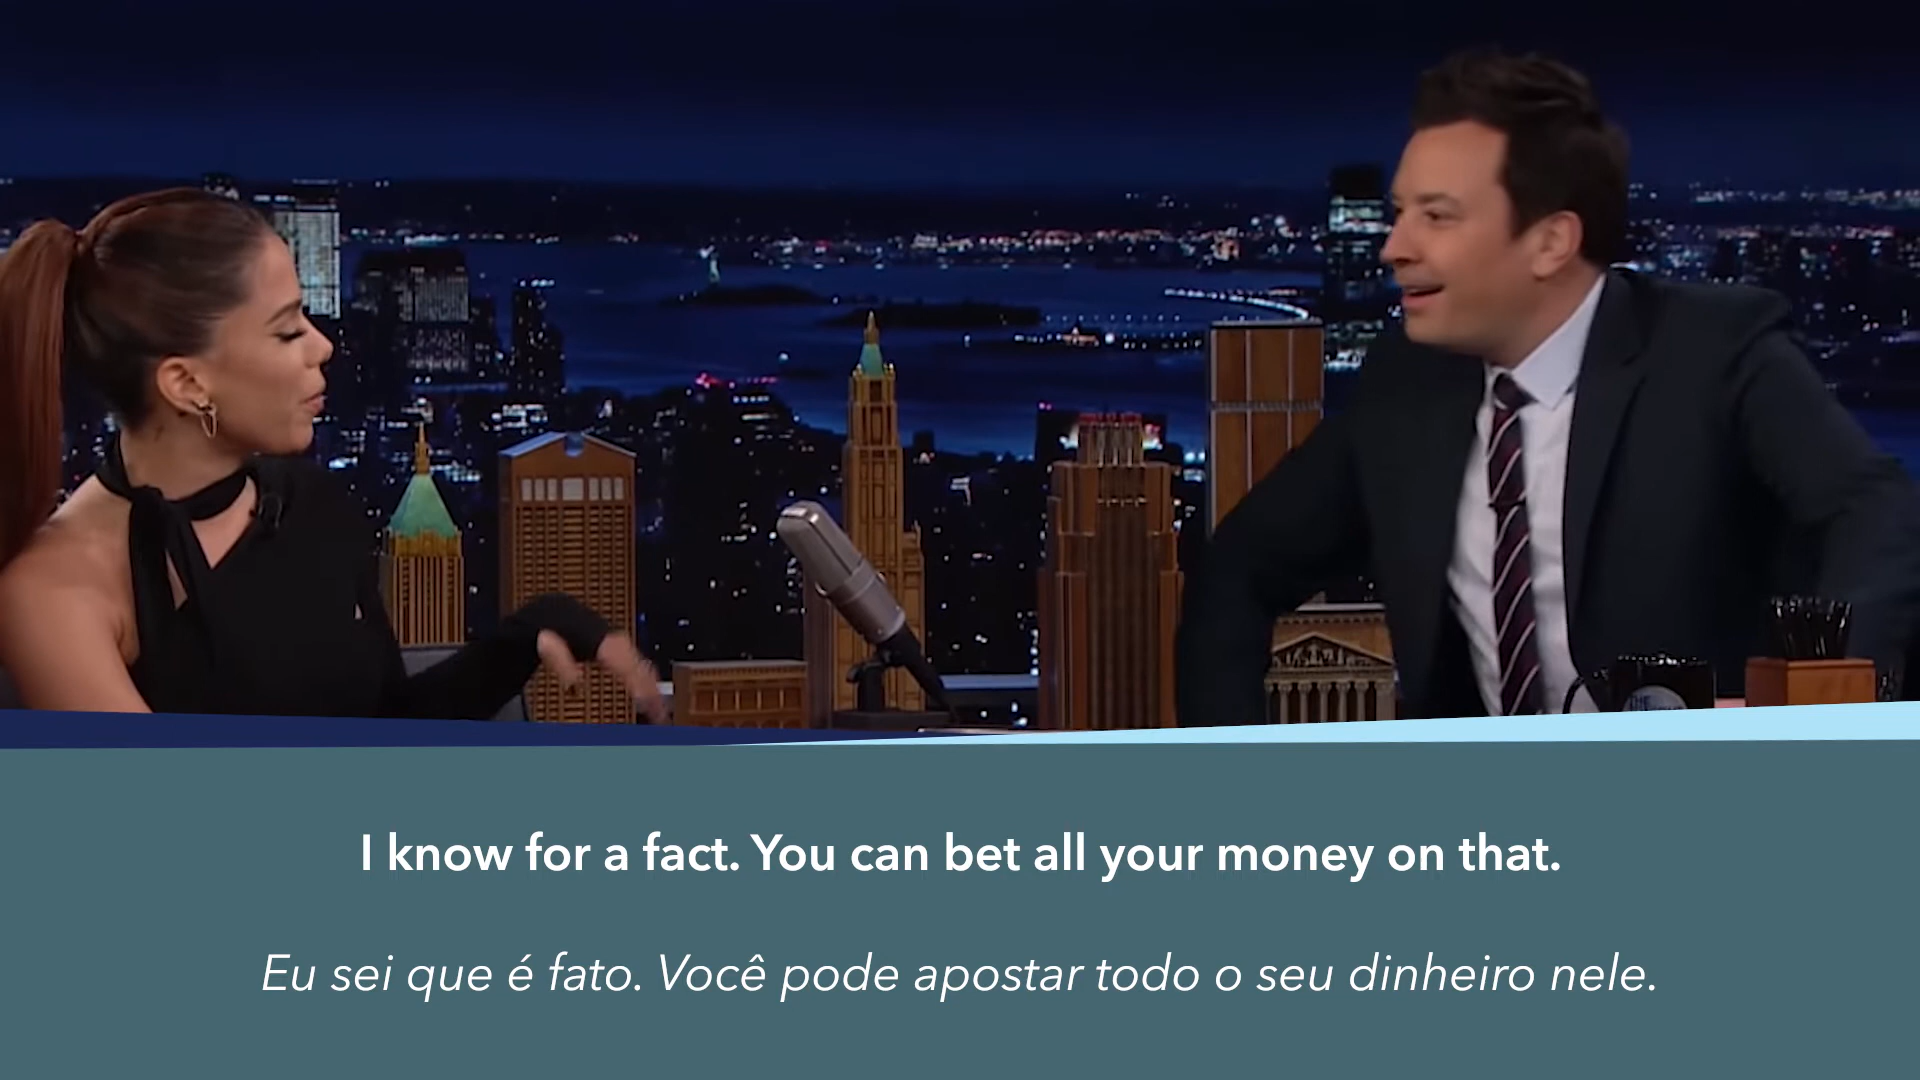 I know for a fact. You can bet all your money on that.
Eu sei que é fato. Você pode apostar todo o seu dinheiro nele.